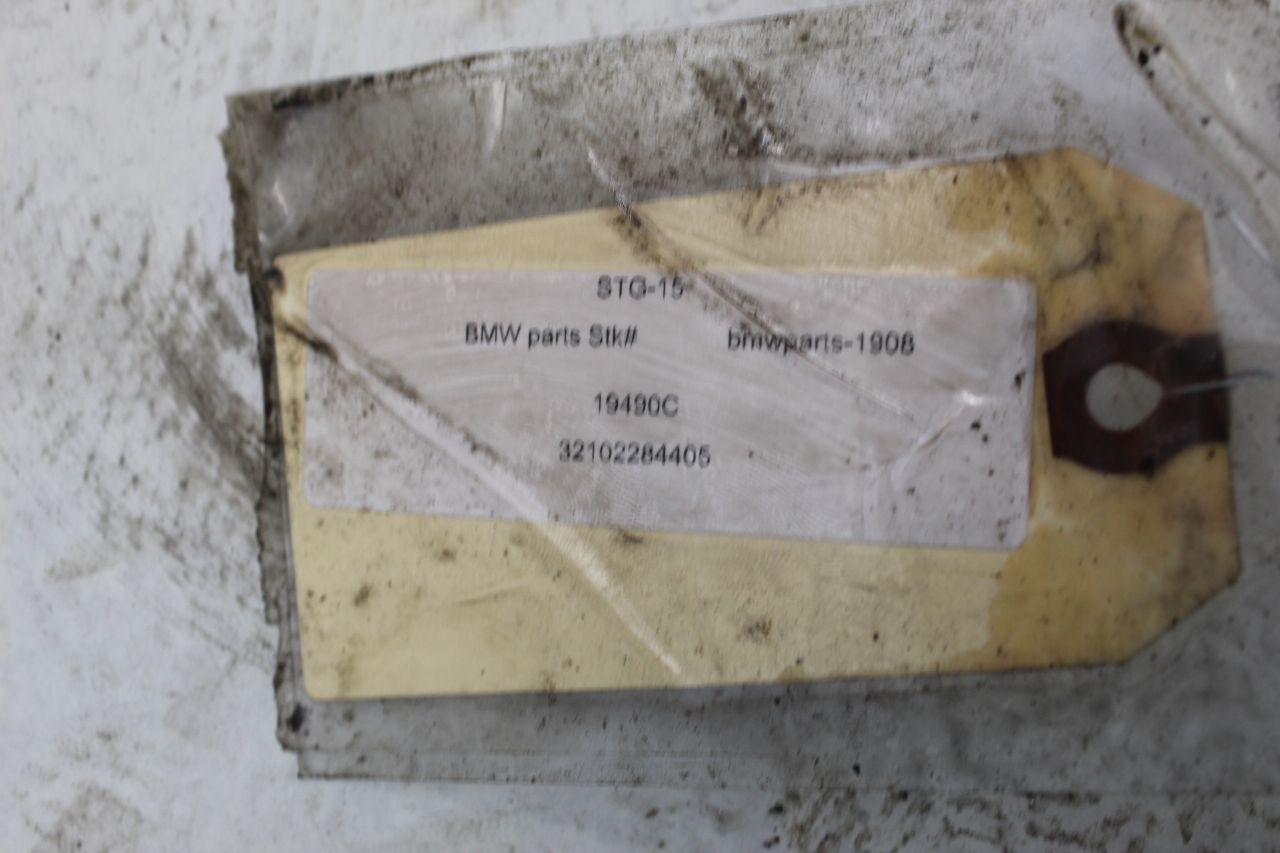 STG-15
BMW parts Stk# bmwparts-1908
19490C
32102284405